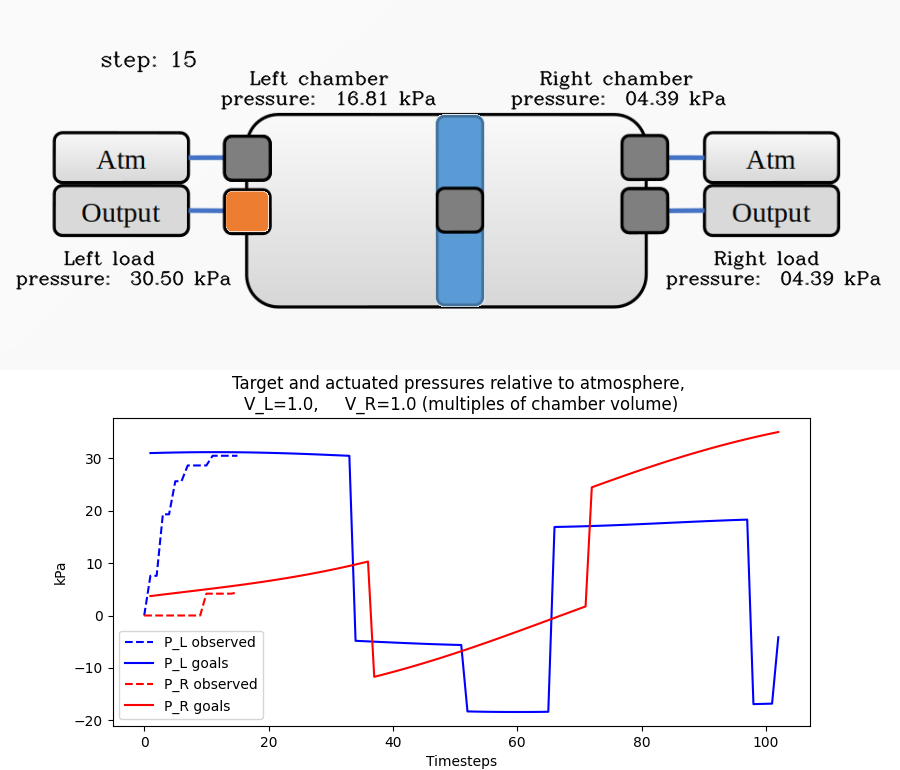 step: 15
Left chamber
pressure: 16.81 kPa
Right chamber
pressure: 04.39 kPa
Atm
Output
Atm
Output
Left load
pressure: 30.50 kPa
Right load
pressure: 04.39 kPa
Target and actuated pressures relative to atmosphere,
V_L=1.0, V_R=1.0 (multiples of chamber volume)
kPa
30
20
10
0
−10
−20
P_L observed
P_L goals
P_R observed
P_R goals
0 20 40 60 80 100
Timesteps